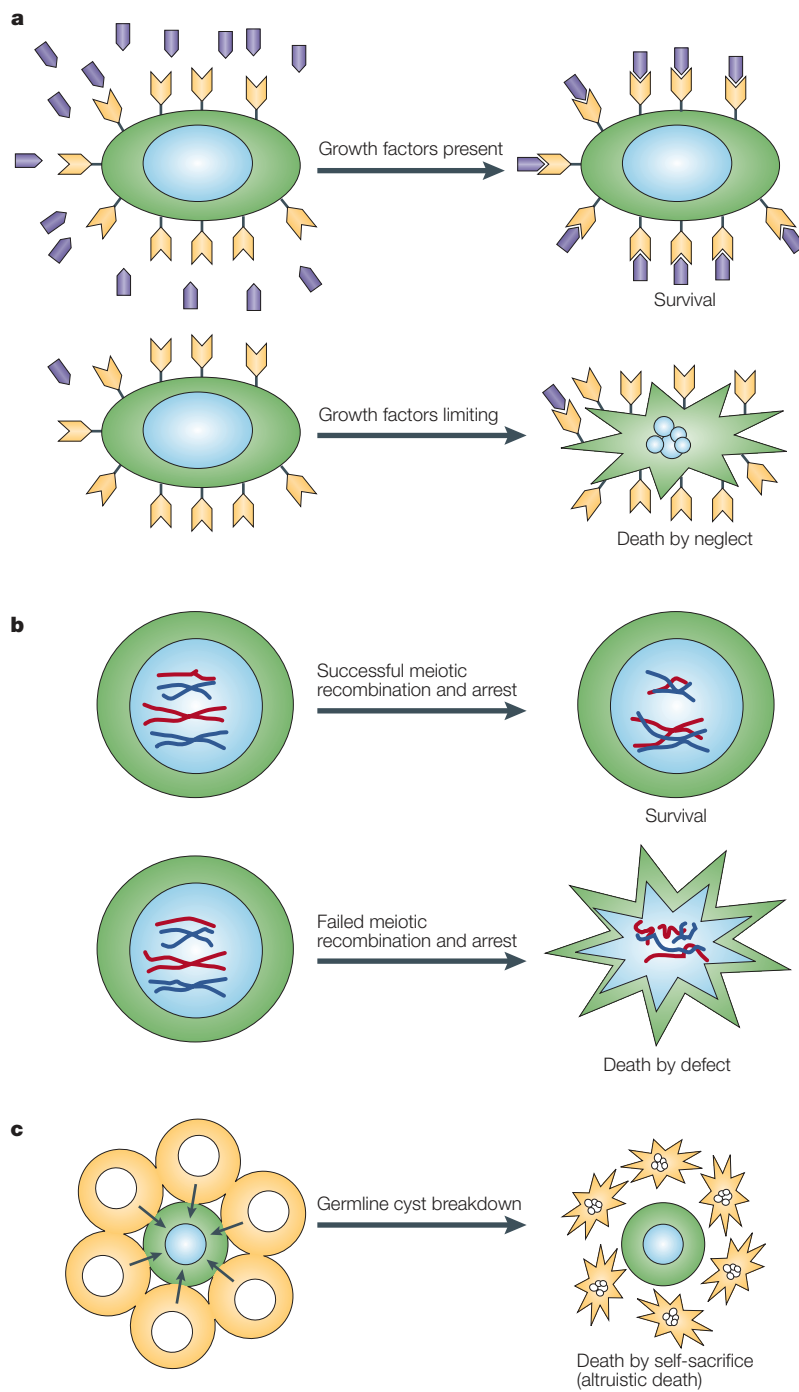 a
Growth factors present
Survival
Growth factors limiting
Death by neglect
b
Successful meiotic
recombination and arrest
Survival
Failed meiotic
recombination and arrest
Death by defect
c
Germline cyst breakdown
Death by self-sacrifice
(altruistic death)